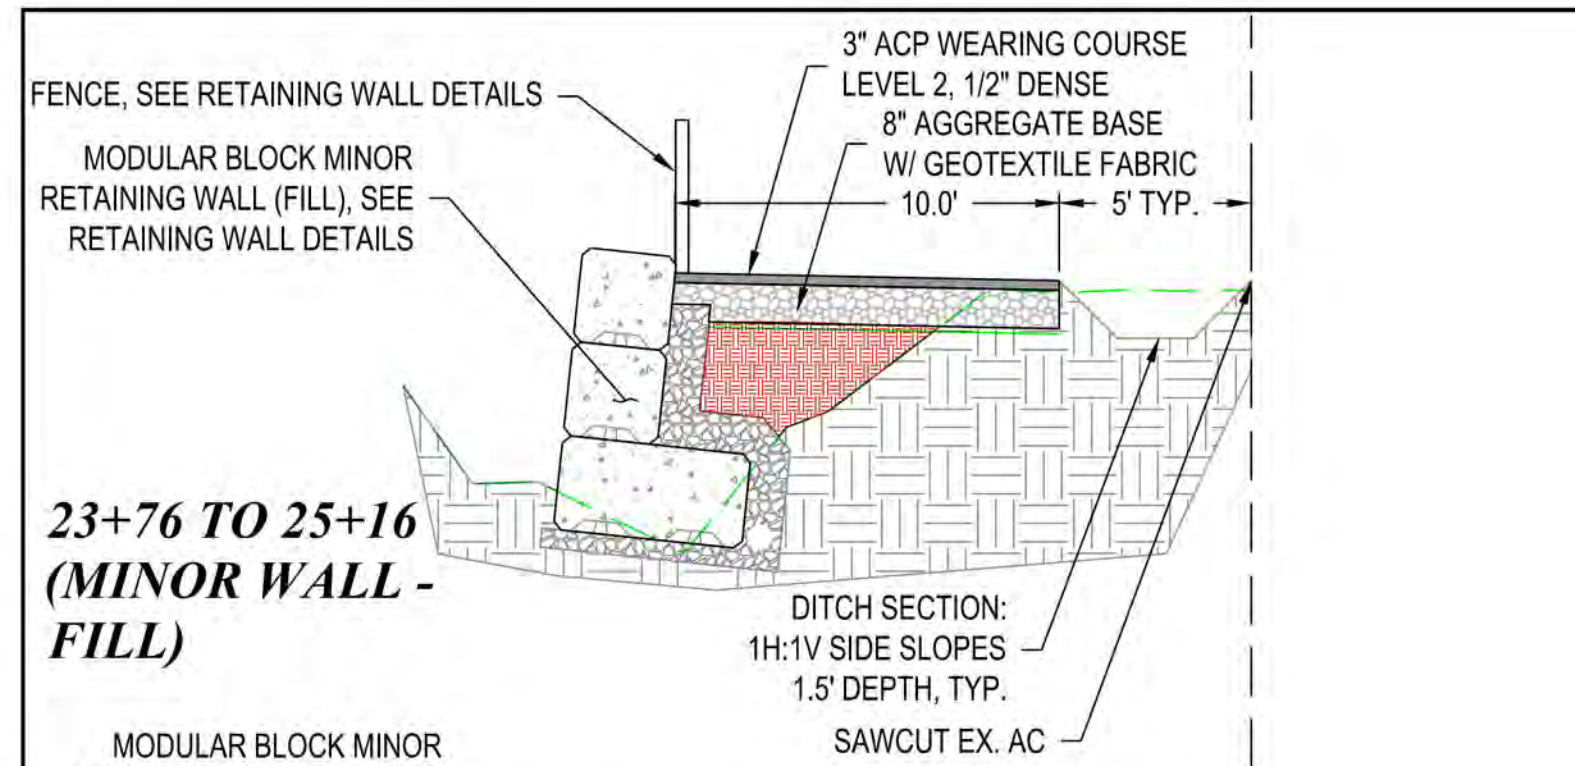 3" ACP WEARING COURSE
LEVEL 2, 1/2" DENSE
FENCE, SEE RETAINING WALL DETAILS
8" AGGREGATE BASE
W/ GEOTEXTILE FABRIC
MODULAR BLOCK MINOR
RETAINING WALL (FILL), SEE
RETAINING WALL DETAILS
10.0'
5' TYP.
23+76 TO 25+16
(MINOR WALL -
FILL)
DITCH SECTION:
1H:1V SIDE SLOPES
1.5' DEPTH, TYP.
SAWCUT EX. AC
MODULAR BLOCK MINOR